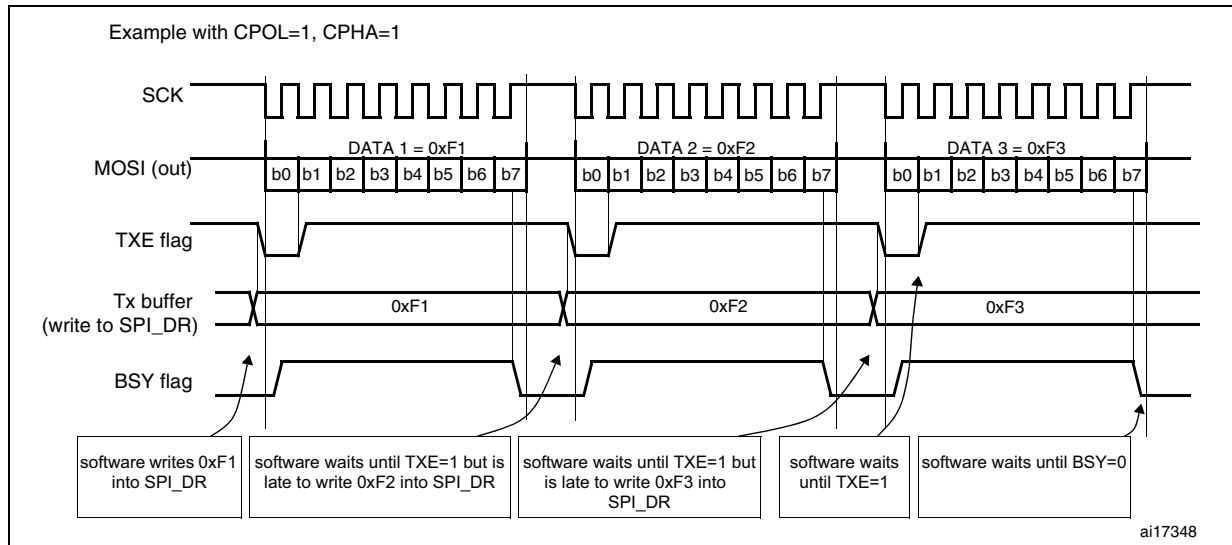 Example with CPOL=1, CPHA=1
SCK
DATA 1 = 0xF1
DATA 2 = 0xF2
DATA 3 = 0xF3
MOSI (out)
b0 b1 b2 b3 b4 b5 b6 b7
b0 b1 b2 b3 b4 b5 b6 b7
b0 b1 b2 b3 b4 b5 b6 b7
TXE flag
Tx buffer
(write to SPI_DR)
0xF1
0xF2
0xF3
BSY flag
software writes 0xF1
into SPI_DR
software waits until TXE=1 but is
late to write 0xF2 into SPI_DR
software waits until TXE=1 but
is late to write 0xF3 into
SPI_DR
software waits
until TXE=1
software waits until BSY=0
ai17348